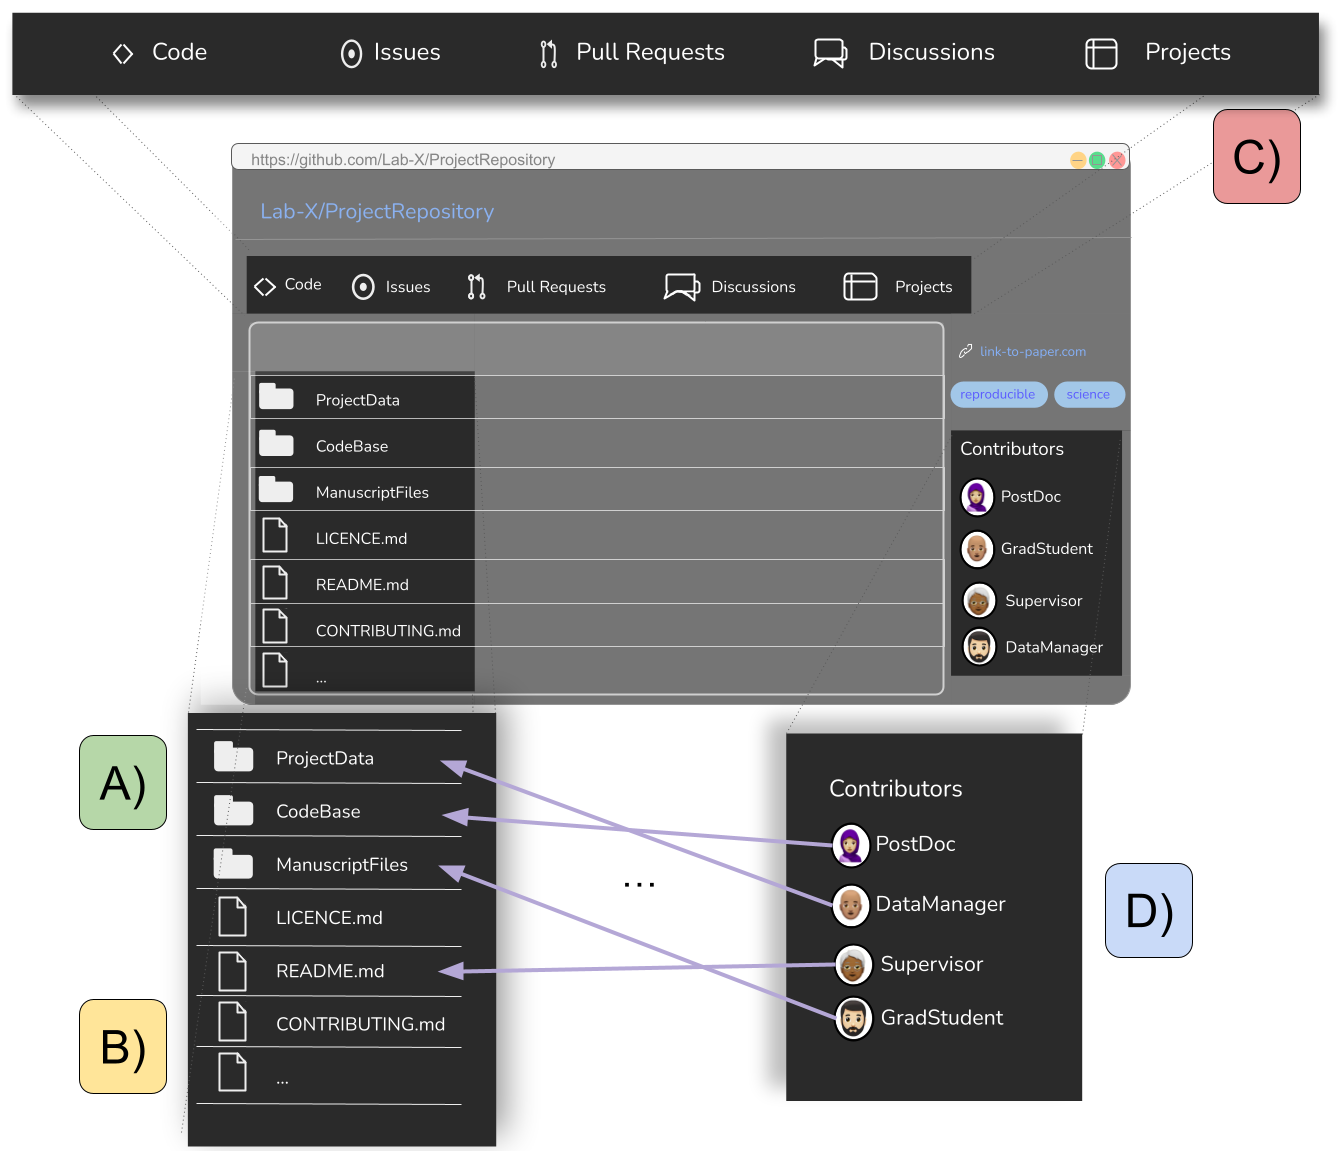 Code Issues Pull Requests Discussions Projects
C)
https://github.com/Lab-X/ProjectRepository
Lab-X/ProjectRepository
Code Issues Pull Requests Discussions Projects
link-to-paper.com
reproducible science
ProjectData
CodeBase
ManuscriptFiles
LICENCE.md
README.md
CONTRIBUTING.md
...
Contributors
PostDoc
GradStudent
Supervisor
DataManager
A)
B)
ProjectData
CodeBase
ManuscriptFiles
LICENCE.md
README.md
CONTRIBUTING.md
...
...
Contributors
PostDoc
DataManager
Supervisor
GradStudent
D)